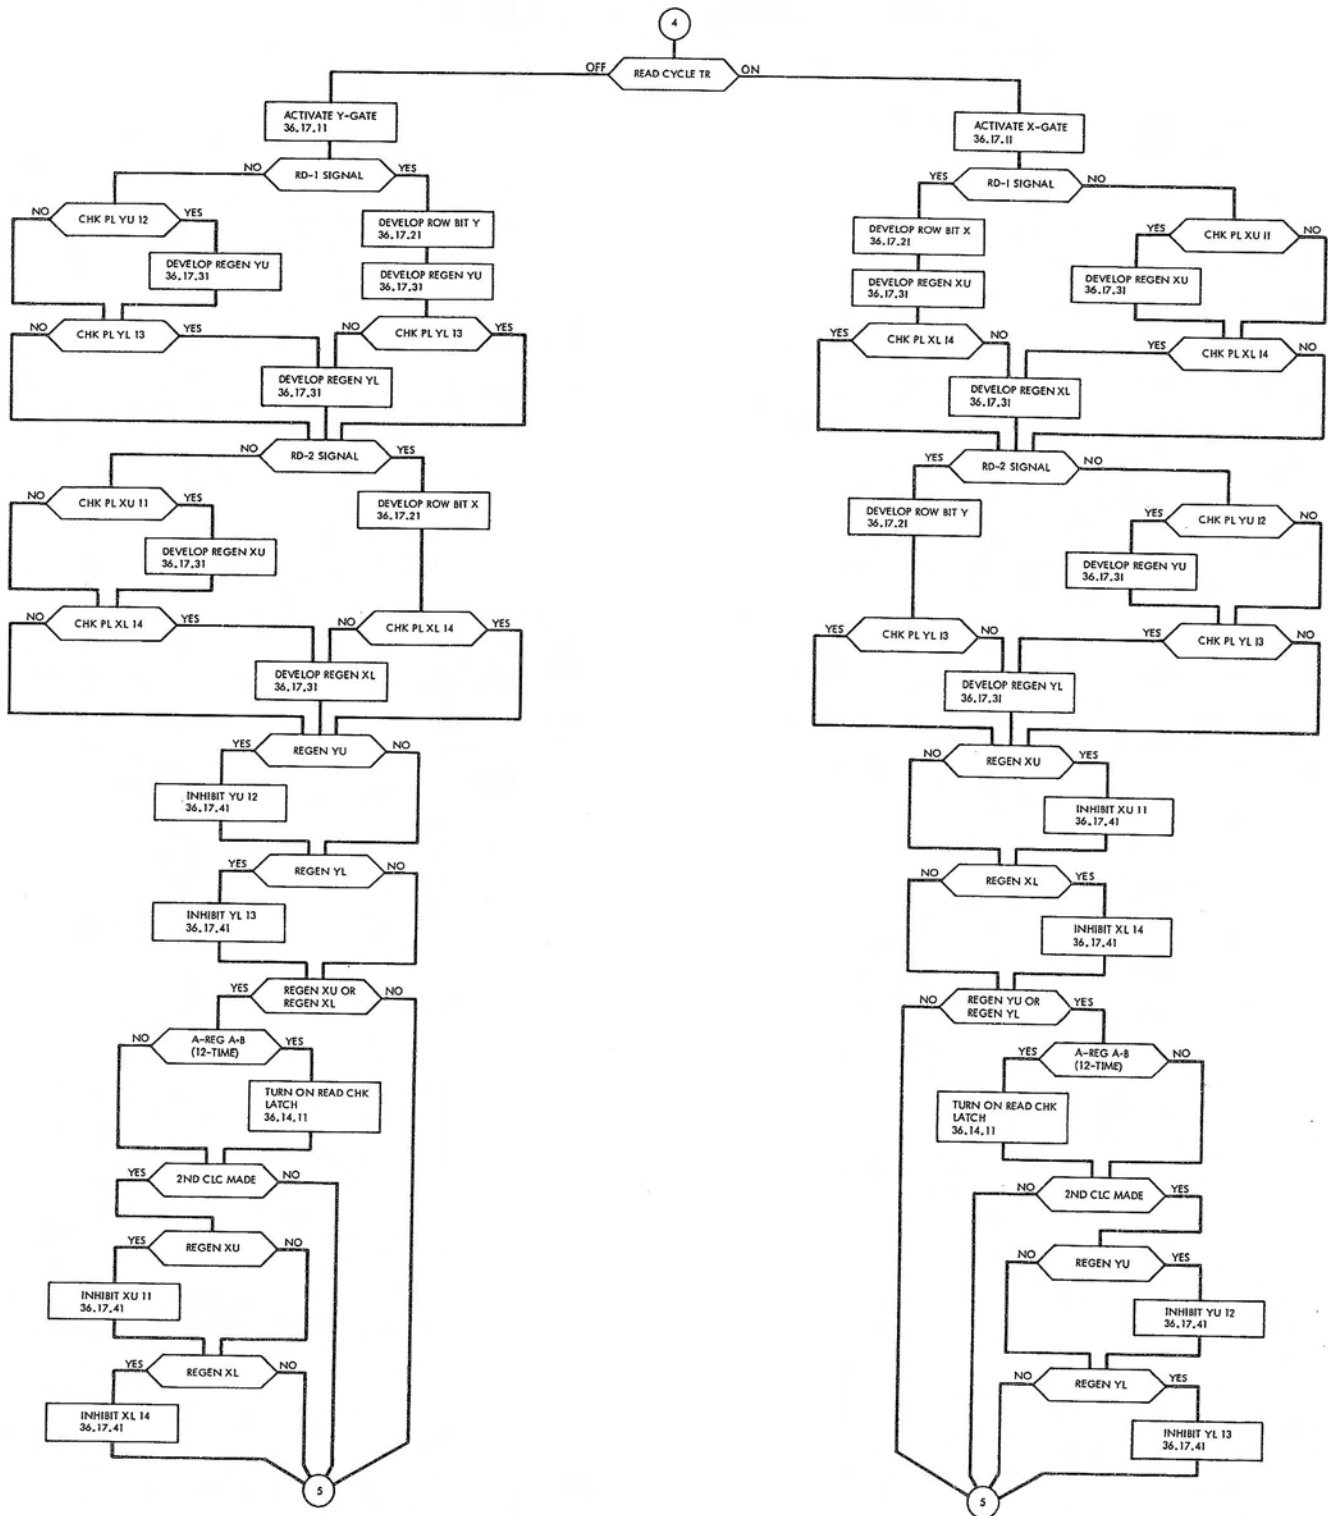 4
OFF
READ CYCLE TR
ON
ACTIVATE Y-GATE
36.17.11
NO
RD-1 SIGNAL
YES
NO
CHK PL YU 12
YES
DEVELOP ROW BIT Y
36.17.21
DEVELOP REGEN YU
36.17.31
DEVELOP REGEN YU
36.17.31
NO
CHK PL YL 13
YES
NO
CHK PL YL 13
YES
DEVELOP REGEN YL
36.17.31
NO
RD-2 SIGNAL
YES
NO
CHK PL XU 11
YES
DEVELOP ROW BIT X
36.17.21
DEVELOP REGEN XU
36.17.31
NO
CHK PL XL 14
YES
NO
CHK PL XL 14
YES
DEVELOP REGEN XL
36.17.31
YES
REGEN YU
NO
INHIBIT YU 12
36.17.41
YES
REGEN YL
NO
INHIBIT YL 13
36.17.41
YES
REGEN XU OR
REGEN XL
NO
NO
A-REG A·B
(12-TIME)
YES
TURN ON READ CHK
LATCH
36.14.11
YES
2ND CLC MADE
NO
YES
REGEN XU
NO
INHIBIT XU 11
36.17.41
YES
REGEN XL
NO
INHIBIT XL 14
36.17.41
5
ACTIVATE X-GATE
36.17.11
YES
RD-1 SIGNAL
NO
DEVELOP ROW BIT X
36.17.21
YES
CHK PL XU 11
NO
DEVELOP REGEN XU
36.17.31
DEVELOP REGEN XU
36.17.31
YES
CHK PL XL 14
NO
YES
CHK PL XL 14
NO
DEVELOP REGEN XL
36.17.31
YES
RD-2 SIGNAL
NO
DEVELOP ROW BIT Y
36.17.21
YES
CHK PL YU 12
NO
DEVELOP REGEN YU
36.17.31
YES
CHK PL YL 13
NO
YES
CHK PL YL 13
NO
DEVELOP REGEN YL
36.17.31
NO
REGEN XU
YES
INHIBIT XU 11
36.17.41
NO
REGEN XL
YES
INHIBIT XL 14
36.17.41
NO
REGEN YU OR
REGEN YL
YES
YES
A-REG A·B
(12-TIME)
NO
TURN ON READ CHK
LATCH
36.14.11
NO
2ND CLC MADE
YES
NO
REGEN YU
YES
INHIBIT YU 12
36.17.41
NO
REGEN YL
YES
INHIBIT YL 13
36.17.41
5